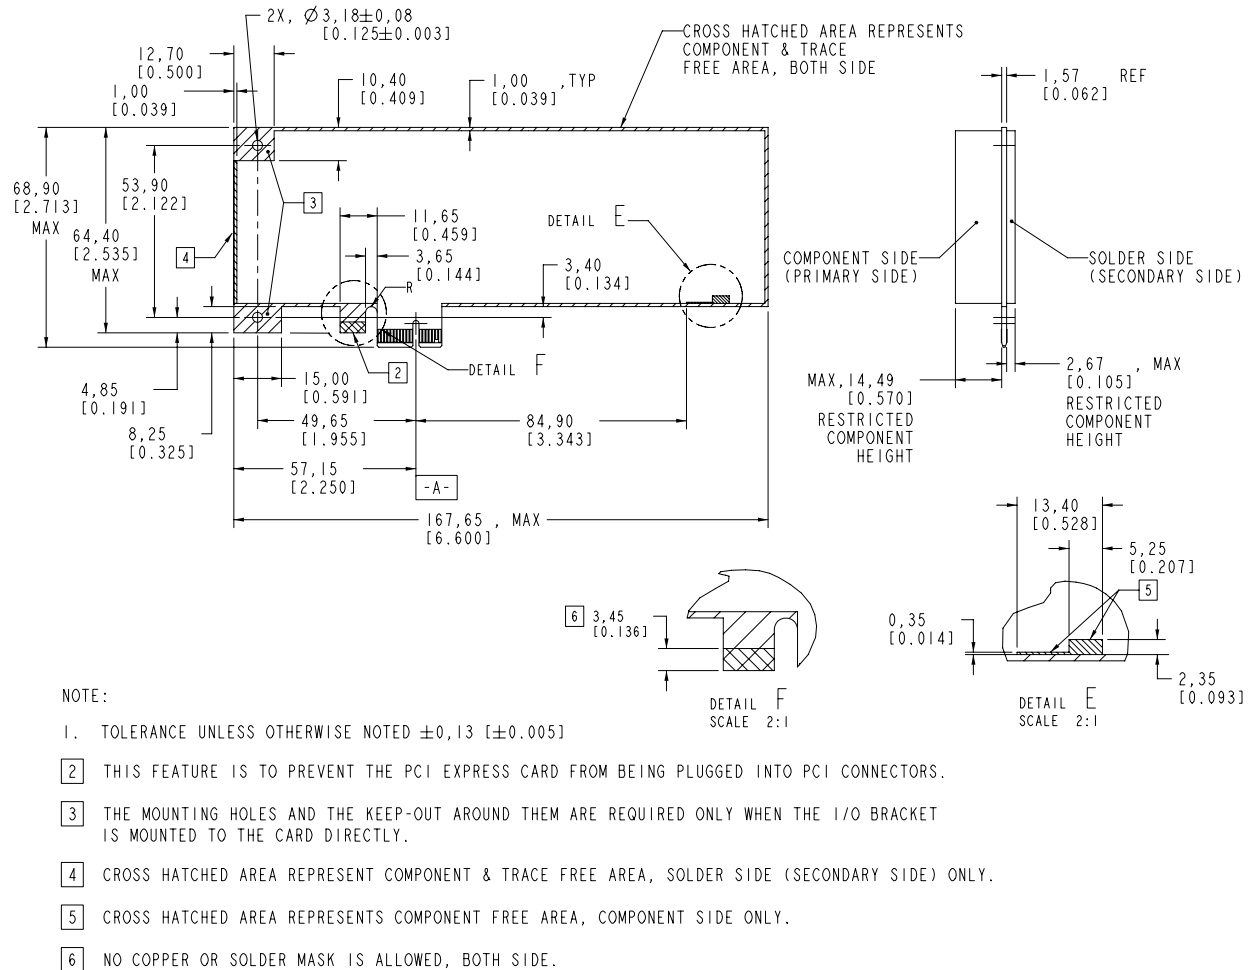 2X, Ø3,18±0,08
[0.125±0.003]
12,70
[0.500]
1,00
[0.039]
10,40
[0.409]
1,00 ,TYP
[0.039]
CROSS HATCHED AREA REPRESENTS
COMPONENT & TRACE
FREE AREA, BOTH SIDE
1,57 REF
[0.062]
68,90
[2.713]
MAX
53,90
[2.122]
64,40
[2.535]
MAX
3
4
11,65
[0.459]
3,65
[0.144]
R
DETAIL E
3,40
[0.134]
COMPONENT SIDE
(PRIMARY SIDE)
SOLDER SIDE
(SECONDARY SIDE)
2
DETAIL F
4,85
[0.191]
15,00
[0.591]
8,25
[0.325]
49,65
[1.955]
84,90
[3.343]
57,15
[2.250]
-A-
167,65 , MAX
[6.600]
MAX,14,49
[0.570]
RESTRICTED
COMPONENT
HEIGHT
2,67 , MAX
[0.105]
RESTRICTED
COMPONENT
HEIGHT
13,40
[0.528]
5,25
[0.207]
5
0,35
[0.014]
2,35
[0.093]
6 3,45
[0.136]
DETAIL F
SCALE 2:1
DETAIL E
SCALE 2:1
NOTE:
1. TOLERANCE UNLESS OTHERWISE NOTED ±0,13 [±0.005]
2 THIS FEATURE IS TO PREVENT THE PCI EXPRESS CARD FROM BEING PLUGGED INTO PCI CONNECTORS.
3 THE MOUNTING HOLES AND THE KEEP-OUT AROUND THEM ARE REQUIRED ONLY WHEN THE I/O BRACKET
IS MOUNTED TO THE CARD DIRECTLY.
4 CROSS HATCHED AREA REPRESENT COMPONENT & TRACE FREE AREA, SOLDER SIDE (SECONDARY SIDE) ONLY.
5 CROSS HATCHED AREA REPRESENTS COMPONENT FREE AREA, COMPONENT SIDE ONLY.
6 NO COPPER OR SOLDER MASK IS ALLOWED, BOTH SIDE.